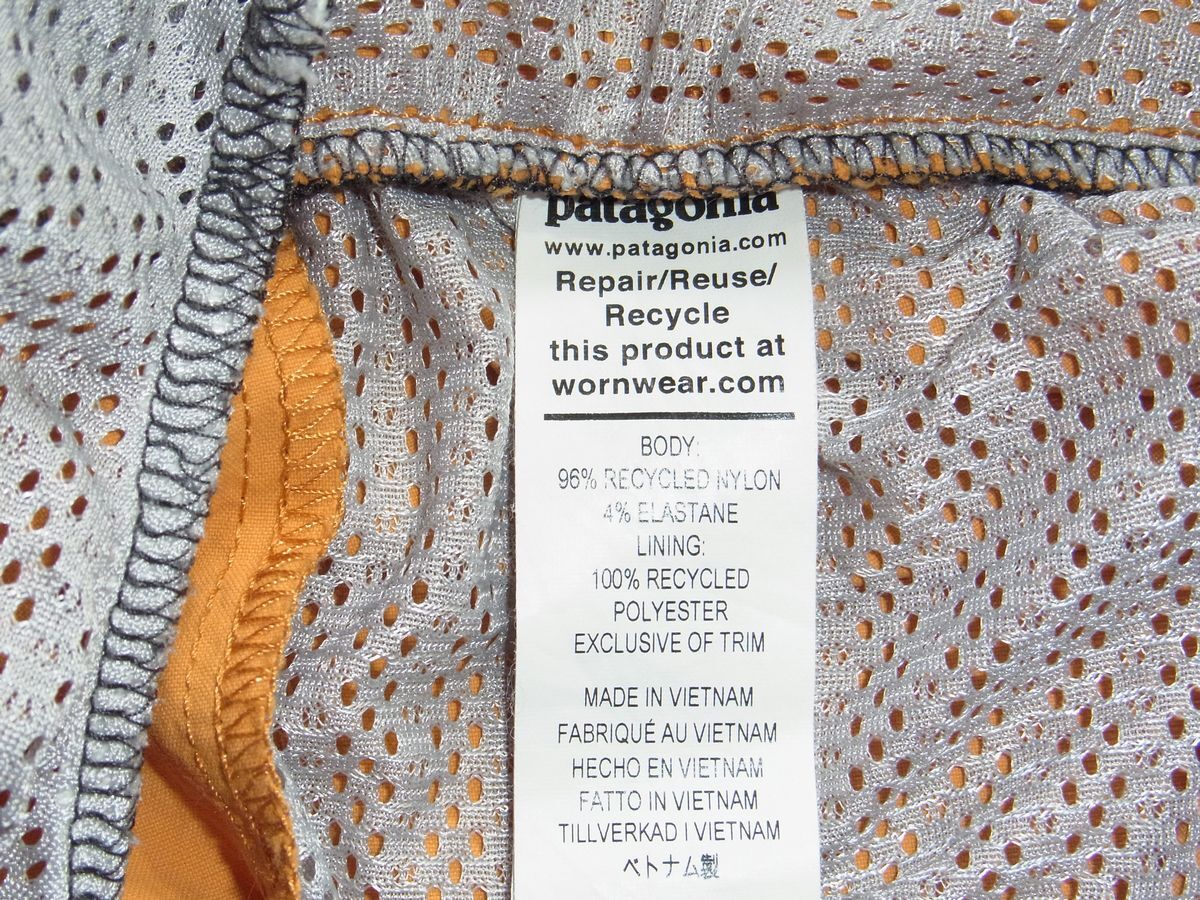 patagonia
www.patagonia.com
Repair/Reuse/
Recycle
this product at
wornwear.com
BODY:
96% RECYCLED NYLON
4% ELASTANE
LINING:
100% RECYCLED
POLYESTER
EXCLUSIVE OF TRIM
MADE IN VIETNAM
FABRIQUÉ AU VIETNAM
HECHO EN VIETNAM
FATTO IN VIETNAM
TILLVERKAD I VIETNAM
ベトナム製